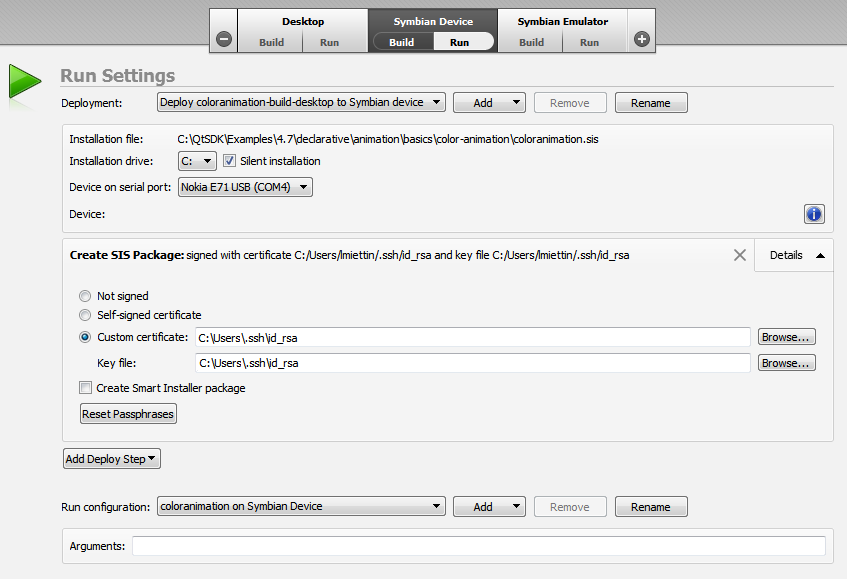 Desktop Symbian Device Symbian Emulator
Build Run Build Run Build Run
Run Settings
Deployment: Deploy coloranimation-build-desktop to Symbian device Add Remove Rename
Installation file: C:\QtSDK\Examples\4.7\declarative\animation\basics\color-animation\coloranimation.sis
Installation drive: C: Silent installation
Device on serial port: Nokia E71 USB (COM4)
Device:
Create SIS Package: signed with certificate C:/Users/lmiettin/.ssh/id_rsa and key file C:/Users/lmiettin/.ssh/id_rsa Details
Not signed
Self-signed certificate
Custom certificate: C:\Users\.ssh\id_rsa Browse...
Key file: C:\Users\.ssh\id_rsa Browse...
Create Smart Installer package
Reset Passphrases
Add Deploy Step
Run configuration: coloranimation on Symbian Device Add Remove Rename
Arguments: